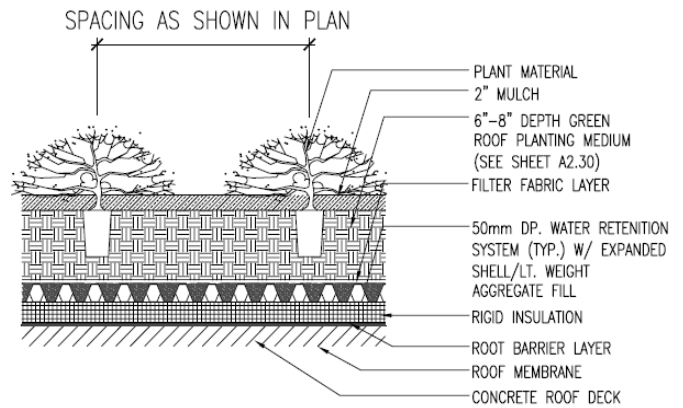 SPACING AS SHOWN IN PLAN
PLANT MATERIAL
2" MULCH
6"-8" DEPTH GREEN
ROOF PLANTING MEDIUM
(SEE SHEET A2.30)
FILTER FABRIC LAYER
50mm DP. WATER RETENTION
SYSTEM (TYP.) W/ EXPANDED
SHELL/LT. WEIGHT
AGGREGATE FILL
RIGID INSULATION
ROOT BARRIER LAYER
ROOF MEMBRANE
CONCRETE ROOF DECK